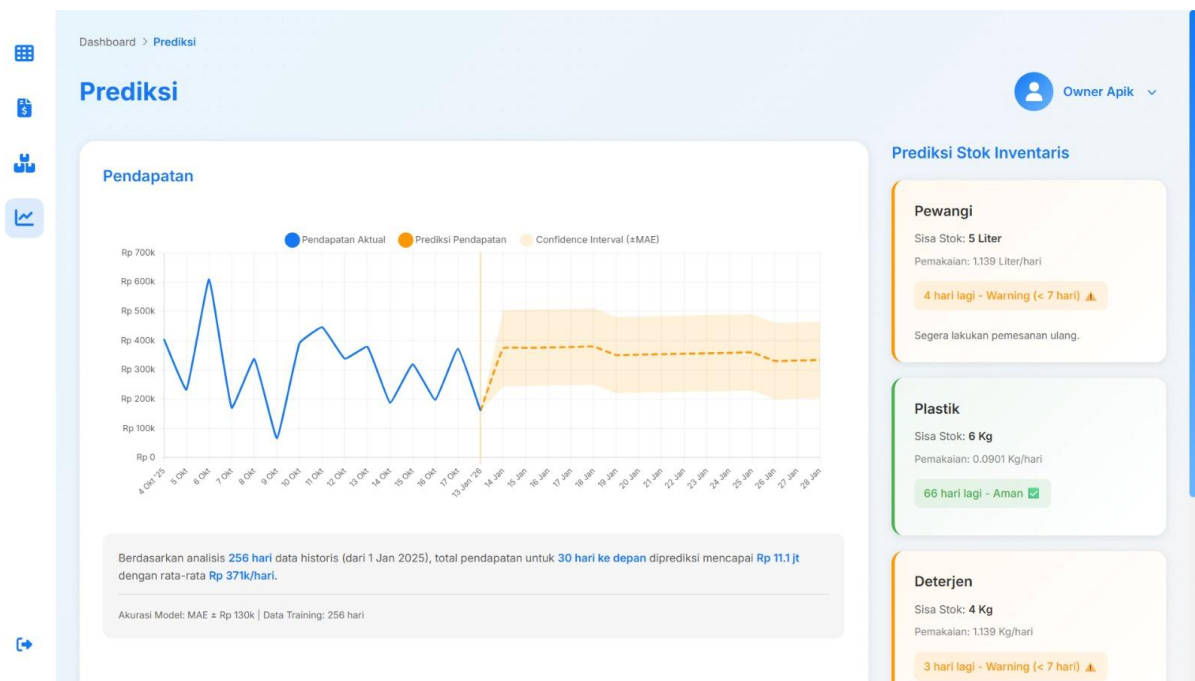 Dashboard > Prediksi
Prediksi
Owner Apik
Pendapatan
Pendapatan Aktual Prediksi Pendapatan Confidence Interval (±MAE)
Rp 700k
Rp 600k
Rp 500k
Rp 400k
Rp 300k
Rp 200k
Rp 100k
Rp 0
4 Okt '25 5 Okt 6 Okt 7 Okt 8 Okt 9 Okt 10 Okt 11 Okt 12 Okt 13 Okt 14 Okt 15 Okt 16 Okt 17 Okt 13 Jan '26 14 Jan 15 Jan 16 Jan 17 Jan 18 Jan 19 Jan 20 Jan 21 Jan 22 Jan 23 Jan 24 Jan 25 Jan 26 Jan 27 Jan 28 Jan
Berdasarkan analisis 256 hari data historis (dari 1 Jan 2025), total pendapatan untuk 30 hari ke depan diprediksi mencapai Rp 11.1 jt
dengan rata-rata Rp 371k/hari.
Akurasi Model: MAE ± Rp 130k | Data Training: 256 hari
Prediksi Stok Inventaris
Pewangi
Sisa Stok: 5 Liter
Pemakaian: 1.139 Liter/hari
4 hari lagi - Warning (< 7 hari) ⚠️
Segera lakukan pemesanan ulang.
Plastik
Sisa Stok: 6 Kg
Pemakaian: 0.0901 Kg/hari
66 hari lagi - Aman ✅
Deterjen
Sisa Stok: 4 Kg
Pemakaian: 1.139 Kg/hari
3 hari lagi - Warning (< 7 hari) ⚠️